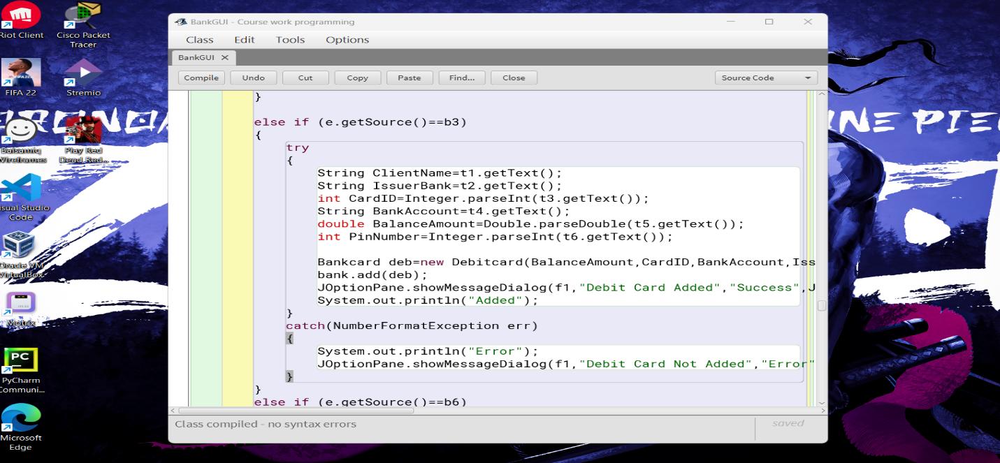 Riot Client
Cisco Packet
Tracer
FIFA 22
Stremio
Balsamiq
Wireframes
Play Red
Dead Red...
Visual Studio
Code
Oracle VM
VirtualBox
Motrix
PC
PyCharm
Communi...
Microsoft
Edge
BankGUI - Course work programming
Class Edit Tools Options
BankGUI X
Compile Undo Cut Copy Paste Find... Close Source Code
}
else if (e.getSource()==b3)
{
try
{
String ClientName=t1.getText();
String IssuerBank=t2.getText();
int CardID=Integer.parseInt(t3.getText());
String BankAccount=t4.getText();
double BalanceAmount=Double.parseDouble(t5.getText());
int PinNumber=Integer.parseInt(t6.getText());
Bankcard deb=new Debitcard(BalanceAmount,CardID,BankAccount,Iss
bank.add(deb);
JOptionPane.showMessageDialog(f1,"Debit Card Added","Success",J
System.out.println("Added");
}
catch(NumberFormatException err)
{
System.out.println("Error");
JOptionPane.showMessageDialog(f1,"Debit Card Not Added","Error"
}
}
else if (e.getSource()==b6)
Class compiled - no syntax errors
saved